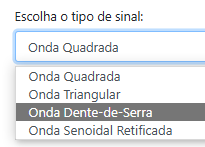 Escolha o tipo de sinal:
Onda Quadrada
Onda Quadrada
Onda Triangular
Onda Dente-de-Serra
Onda Senoidal Retificada